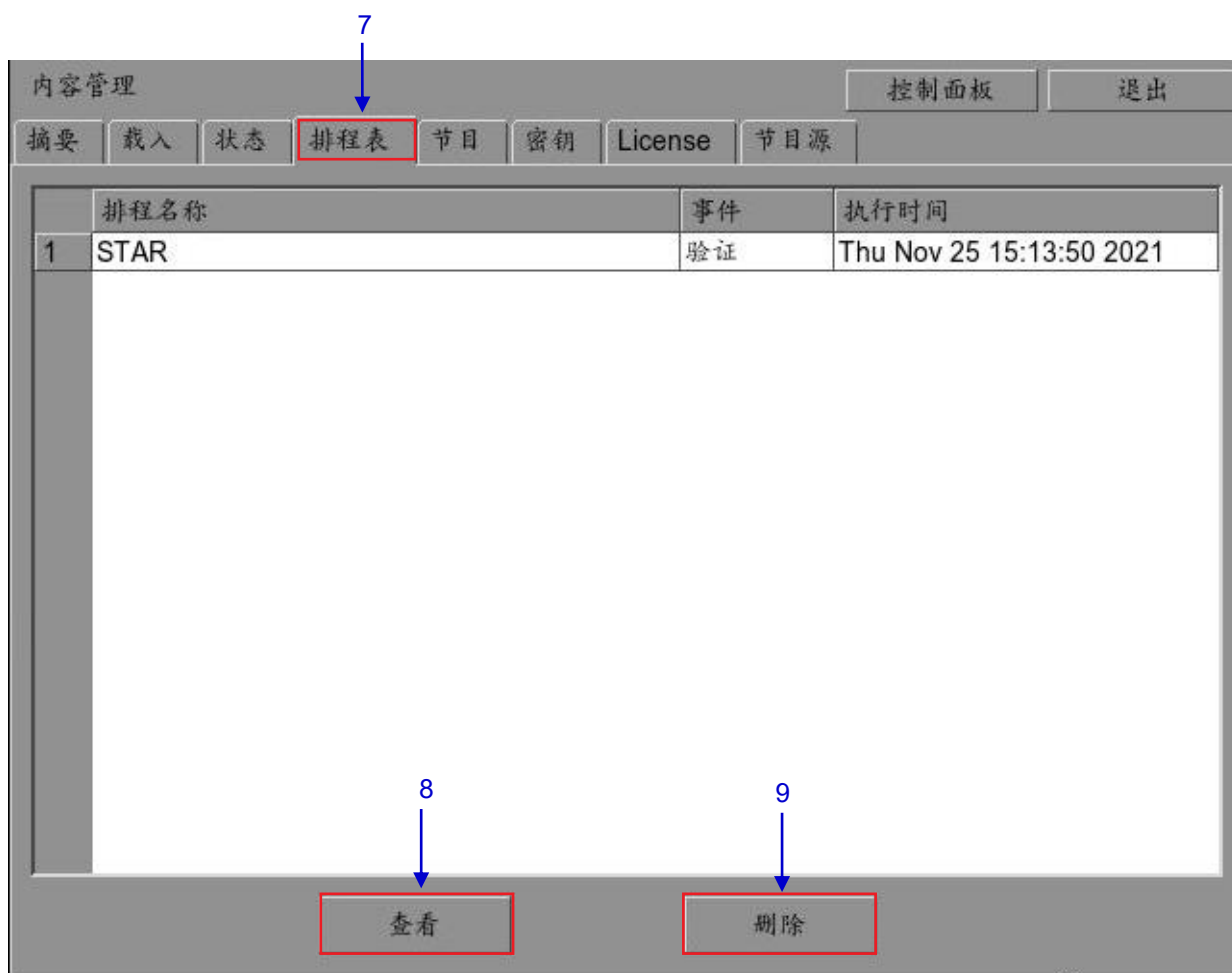 7
内容管理 控制面板 退出
摘要 载入 状态 排程表 节目 密钥 License 节目源
排程名称 事件 执行时间
1 STAR 验证 Thu Nov 25 15:13:50 2021
8 9
查看 删除